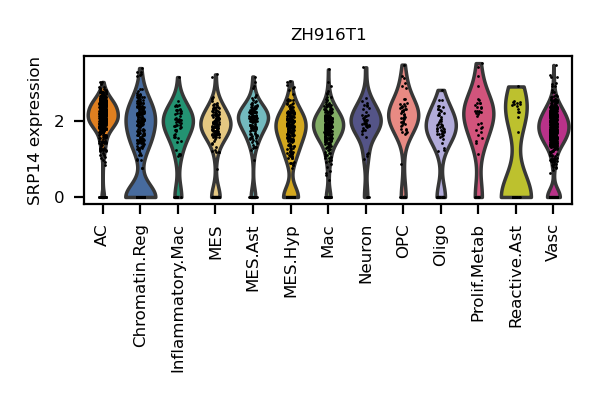 ZH916T1
SRP14 expression
2
0
AC
Chromatin.Reg
Inflammatory.Mac
MES
MES.Ast
MES.Hyp
Mac
Neuron
OPC
Oligo
Prolif.Metab
Reactive.Ast
Vasc